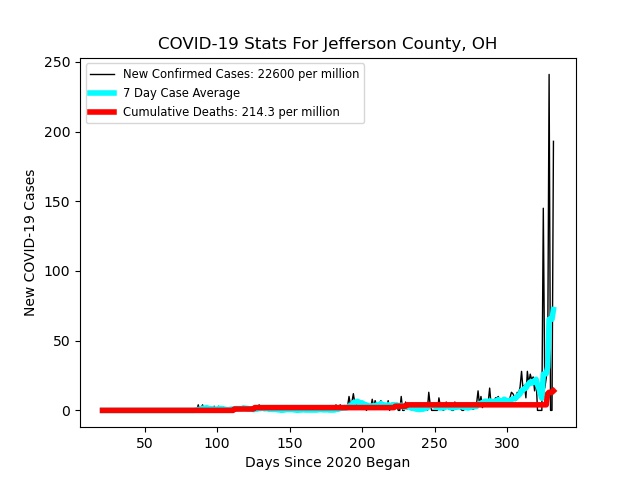 COVID-19 Stats For Jefferson County, OH
New Confirmed Cases: 22600 per million
7 Day Case Average
Cumulative Deaths: 214.3 per million
New COVID-19 Cases
250
200
150
100
50
0
50 100 150 200 250 300
Days Since 2020 Began